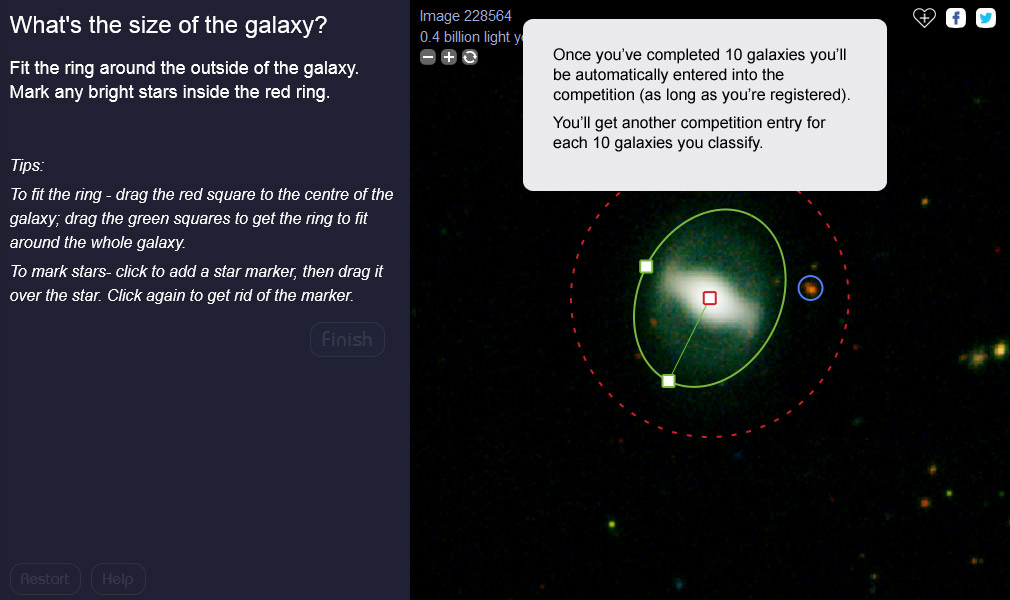 What's the size of the galaxy?
Fit the ring around the outside of the galaxy.
Mark any bright stars inside the red ring.
Tips:
To fit the ring - drag the red square to the centre of the
galaxy; drag the green squares to get the ring to fit
around the whole galaxy.
To mark stars- click to add a star marker, then drag it
over the star. Click again to get rid of the marker.
Finish
Restart Help
Image 228564
0.4 billion light
Once you’ve completed 10 galaxies you’ll
be automatically entered into the
competition (as long as you’re registered).
You’ll get another competition entry for
each 10 galaxies you classify.